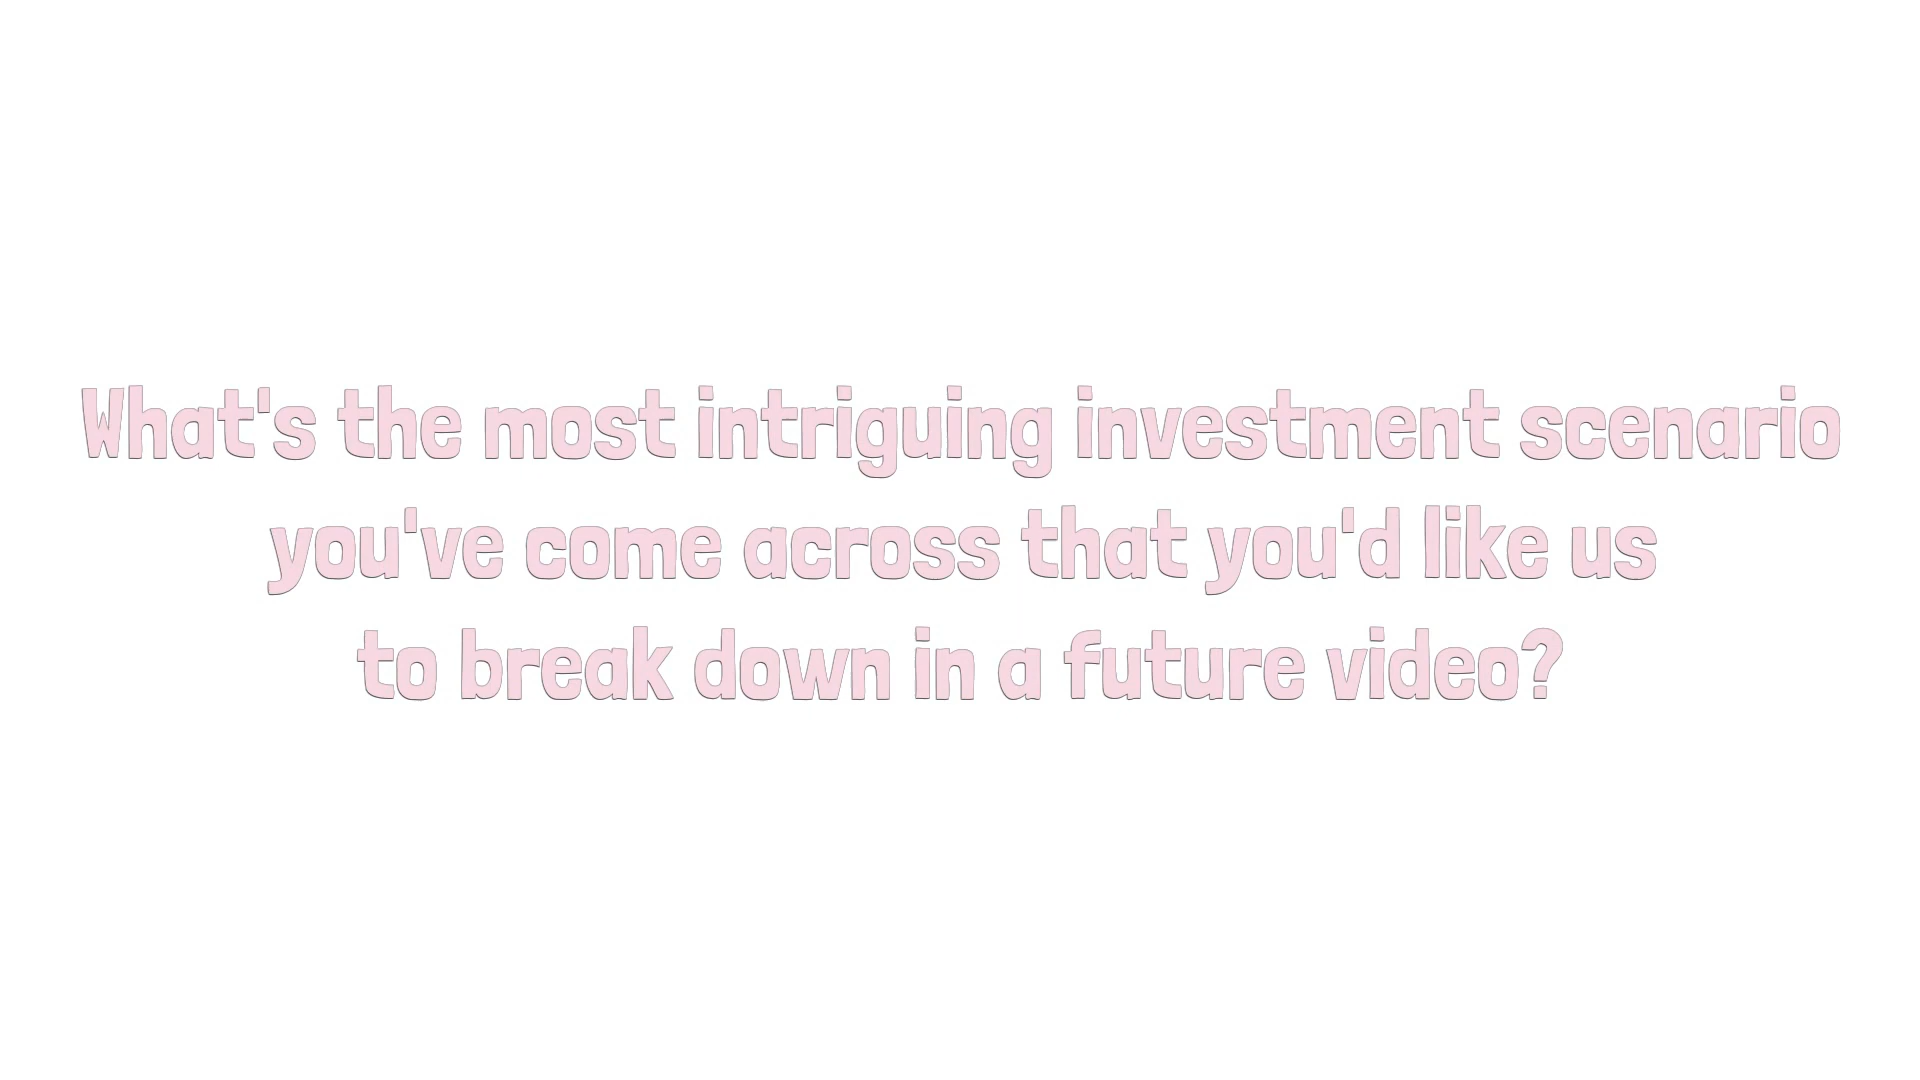 What's the most intriguing investment scenario
you've come across that you'd like us
to break down in a future video?